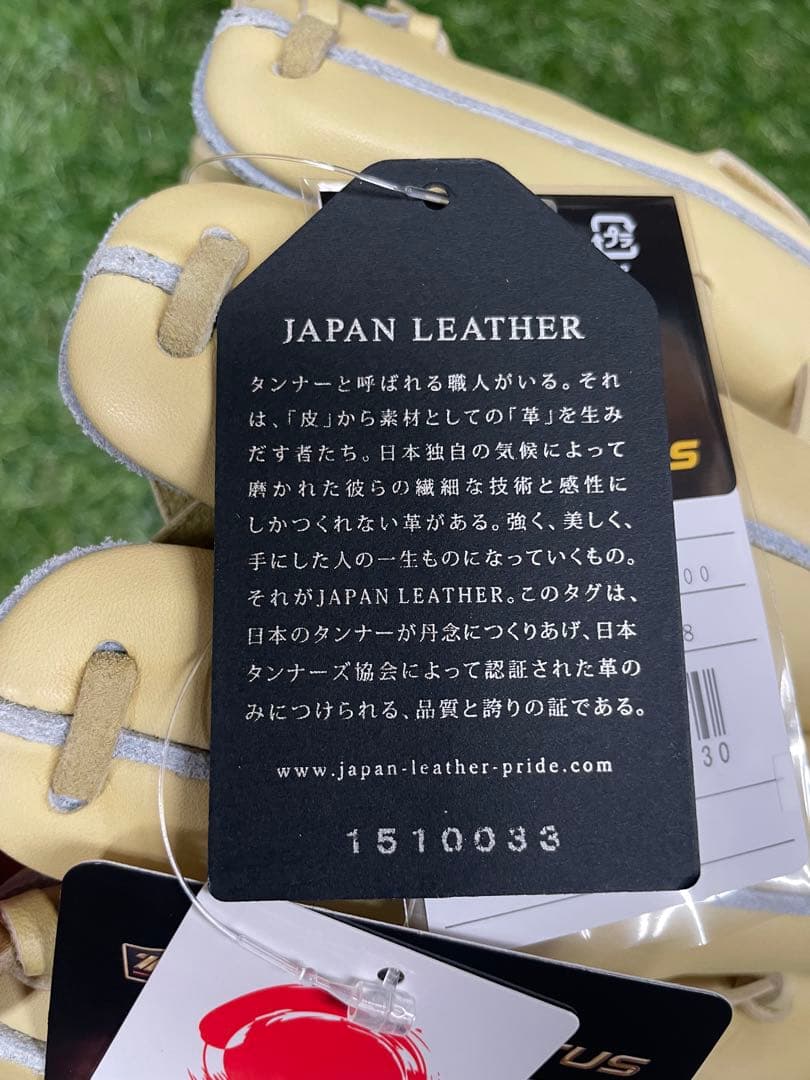 プラ
JAPAN LEATHER
タンナーと呼ばれる職人がいる。それ
は、「皮」から素材としての「革」を生み
だす者たち。日本独自の気候によって
磨かれた彼らの繊細な技術と感性に
しかつくれない革がある。強く、美しく、
手にした人の一生ものになっていくもの。
それがJAPAN LEATHER。このタグは、
日本のタンナーが丹念につくりあげ、日本
タンナーズ協会によって認証された革の
みにつけられる、品質と誇りの証である。
www.japan-leather-pride.com
1510033
S
00
8
30
TUS